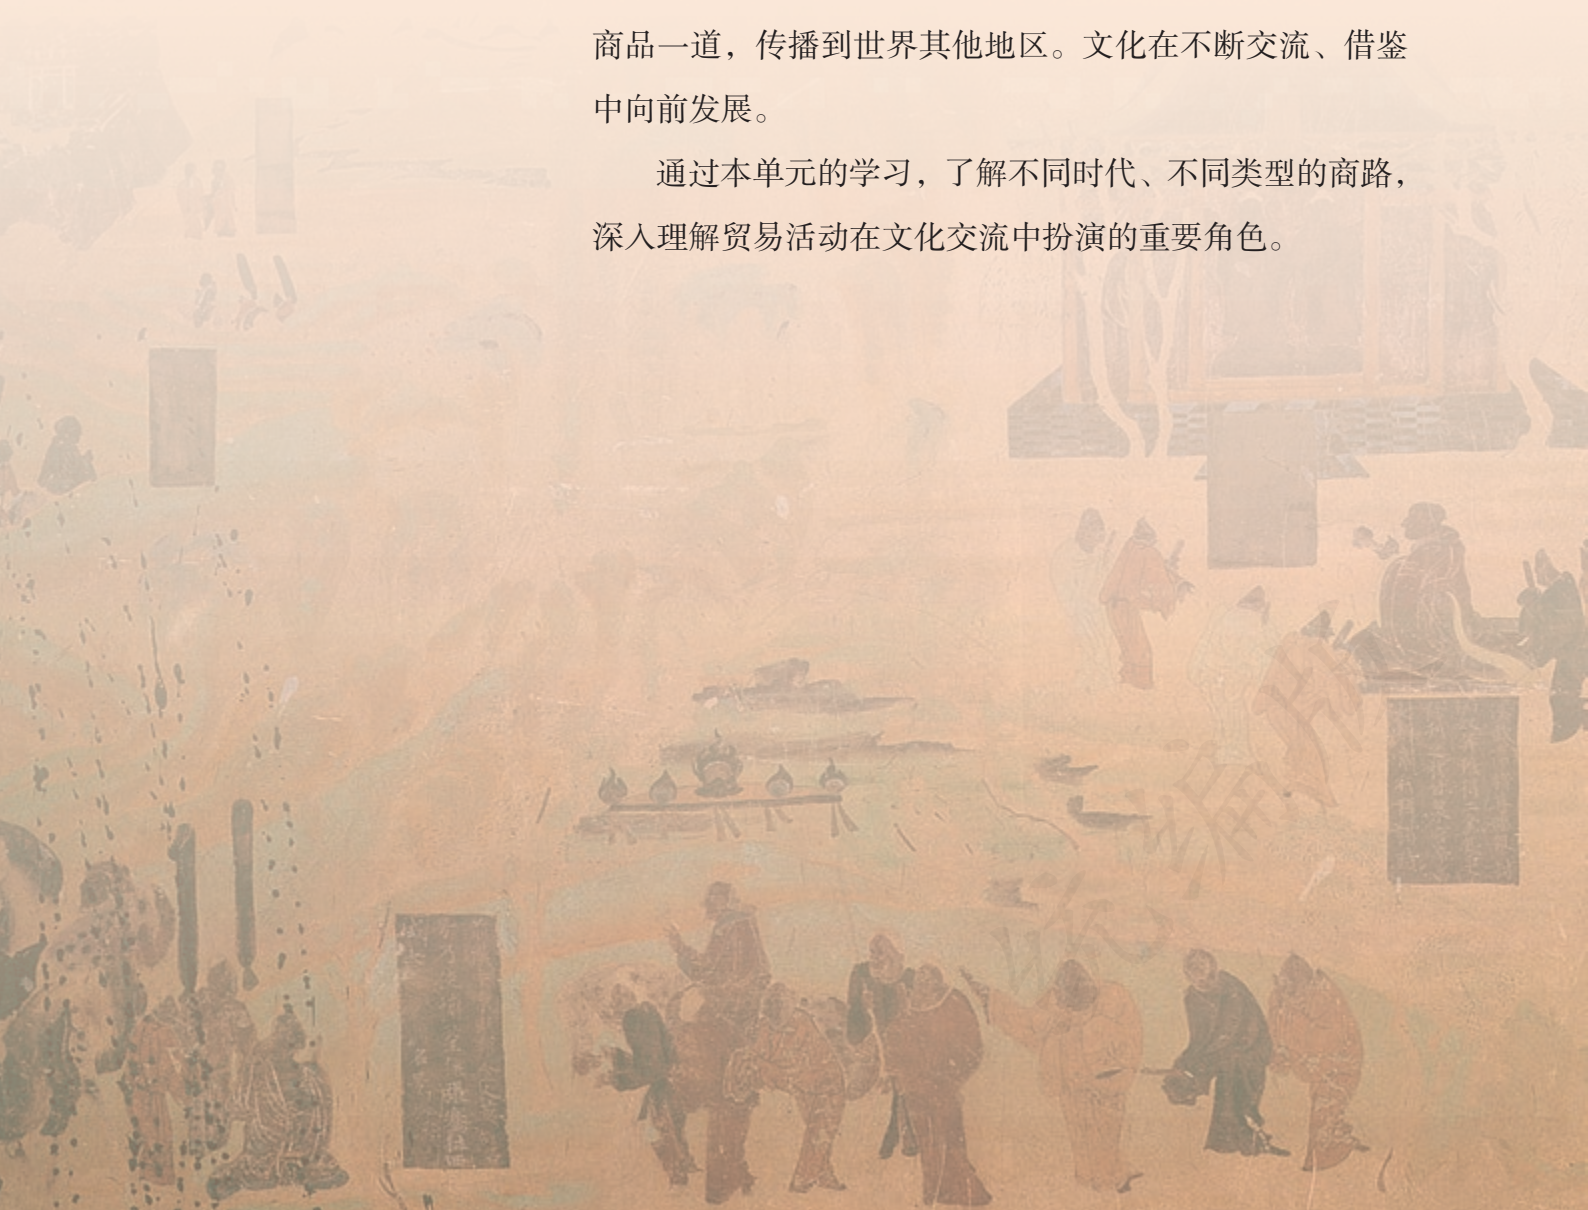 商品一道，传播到世界其他地区。文化在不断交流、借鉴
中向前发展。
通过本单元的学习，了解不同时代、不同类型的商路，
深入理解贸易活动在文化交流中扮演的重要角色。
统编版